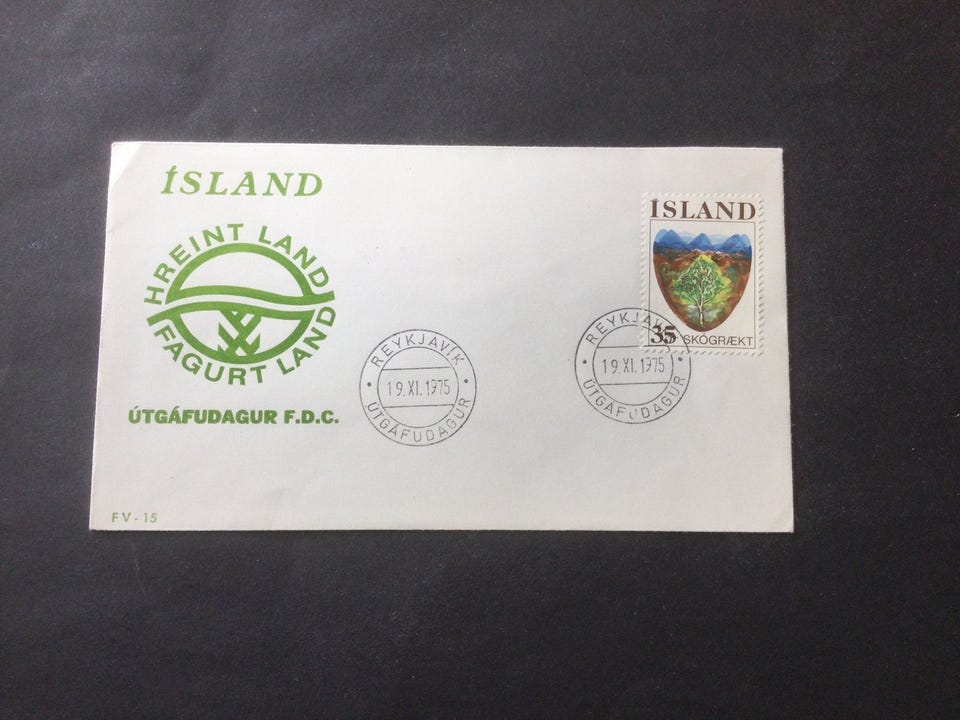 ÍSLAND
HREINT LAND
FAGURT LAND
ÚTGÁFUDAGUR F.D.C.
FV-15
REYKJAVÍK
19.XI.1975
ÚTGÁFUDAGUR
ÍSLAND
35 SKÓGRÆKT
REYKJAVÍK
19.XI.1975
ÚTGÁFUDAGUR